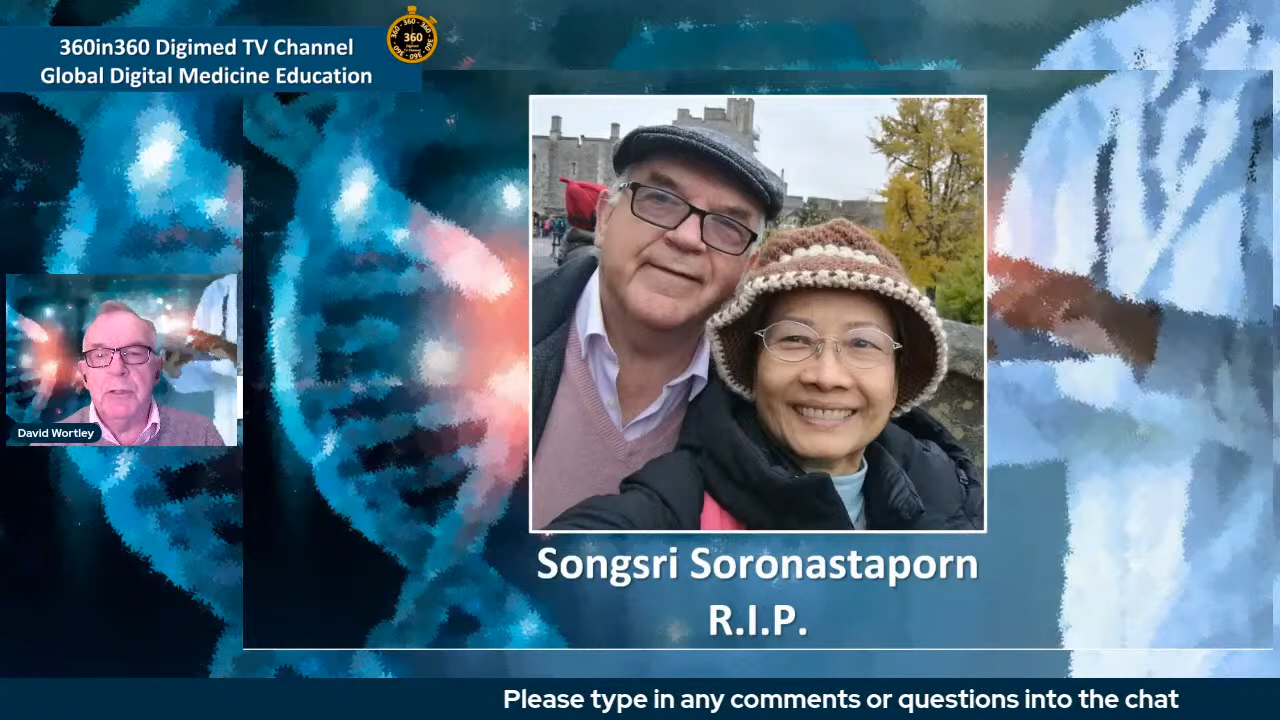 360in360 Digimed TV Channel
Global Digital Medicine Education
360
David Wortley
Songsri Soronastaporn
R.I.P.
Please type in any comments or questions into the chat